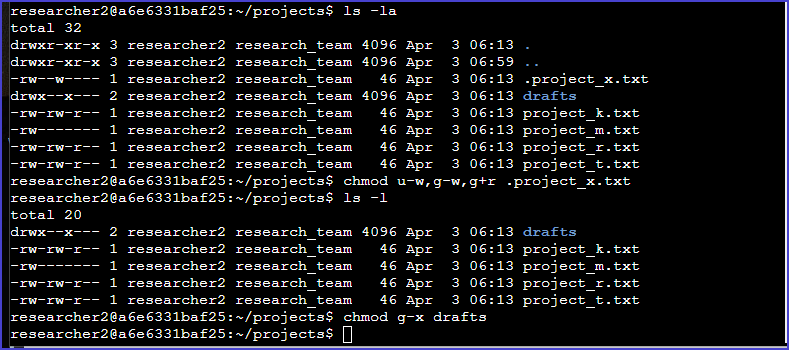 researcher2@a6e6331baf25:~/projects$ ls -la
total 32
drwxr-xr-x 3 researcher2 research_team 4096 Apr  3 06:13 .
drwxr-xr-x 3 researcher2 research_team 4096 Apr  3 06:59 ..
-rw--w---- 1 researcher2 research_team   46 Apr  3 06:13 .project_x.txt
drwx--x--- 2 researcher2 research_team 4096 Apr  3 06:13 drafts
-rw-rw-r-- 1 researcher2 research_team   46 Apr  3 06:13 project_k.txt
-rw------- 1 researcher2 research_team   46 Apr  3 06:13 project_m.txt
-rw-rw-r-- 1 researcher2 research_team   46 Apr  3 06:13 project_r.txt
-rw-rw-r-- 1 researcher2 research_team   46 Apr  3 06:13 project_t.txt
researcher2@a6e6331baf25:~/projects$ chmod u-w,g-w,g+r .project_x.txt
researcher2@a6e6331baf25:~/projects$ ls -l
total 20
drwx--x--- 2 researcher2 research_team 4096 Apr  3 06:13 drafts
-rw-rw-r-- 1 researcher2 research_team   46 Apr  3 06:13 project_k.txt
-rw------- 1 researcher2 research_team   46 Apr  3 06:13 project_m.txt
-rw-rw-r-- 1 researcher2 research_team   46 Apr  3 06:13 project_r.txt
-rw-rw-r-- 1 researcher2 research_team   46 Apr  3 06:13 project_t.txt
researcher2@a6e6331baf25:~/projects$ chmod g-x drafts
researcher2@a6e6331baf25:~/projects$